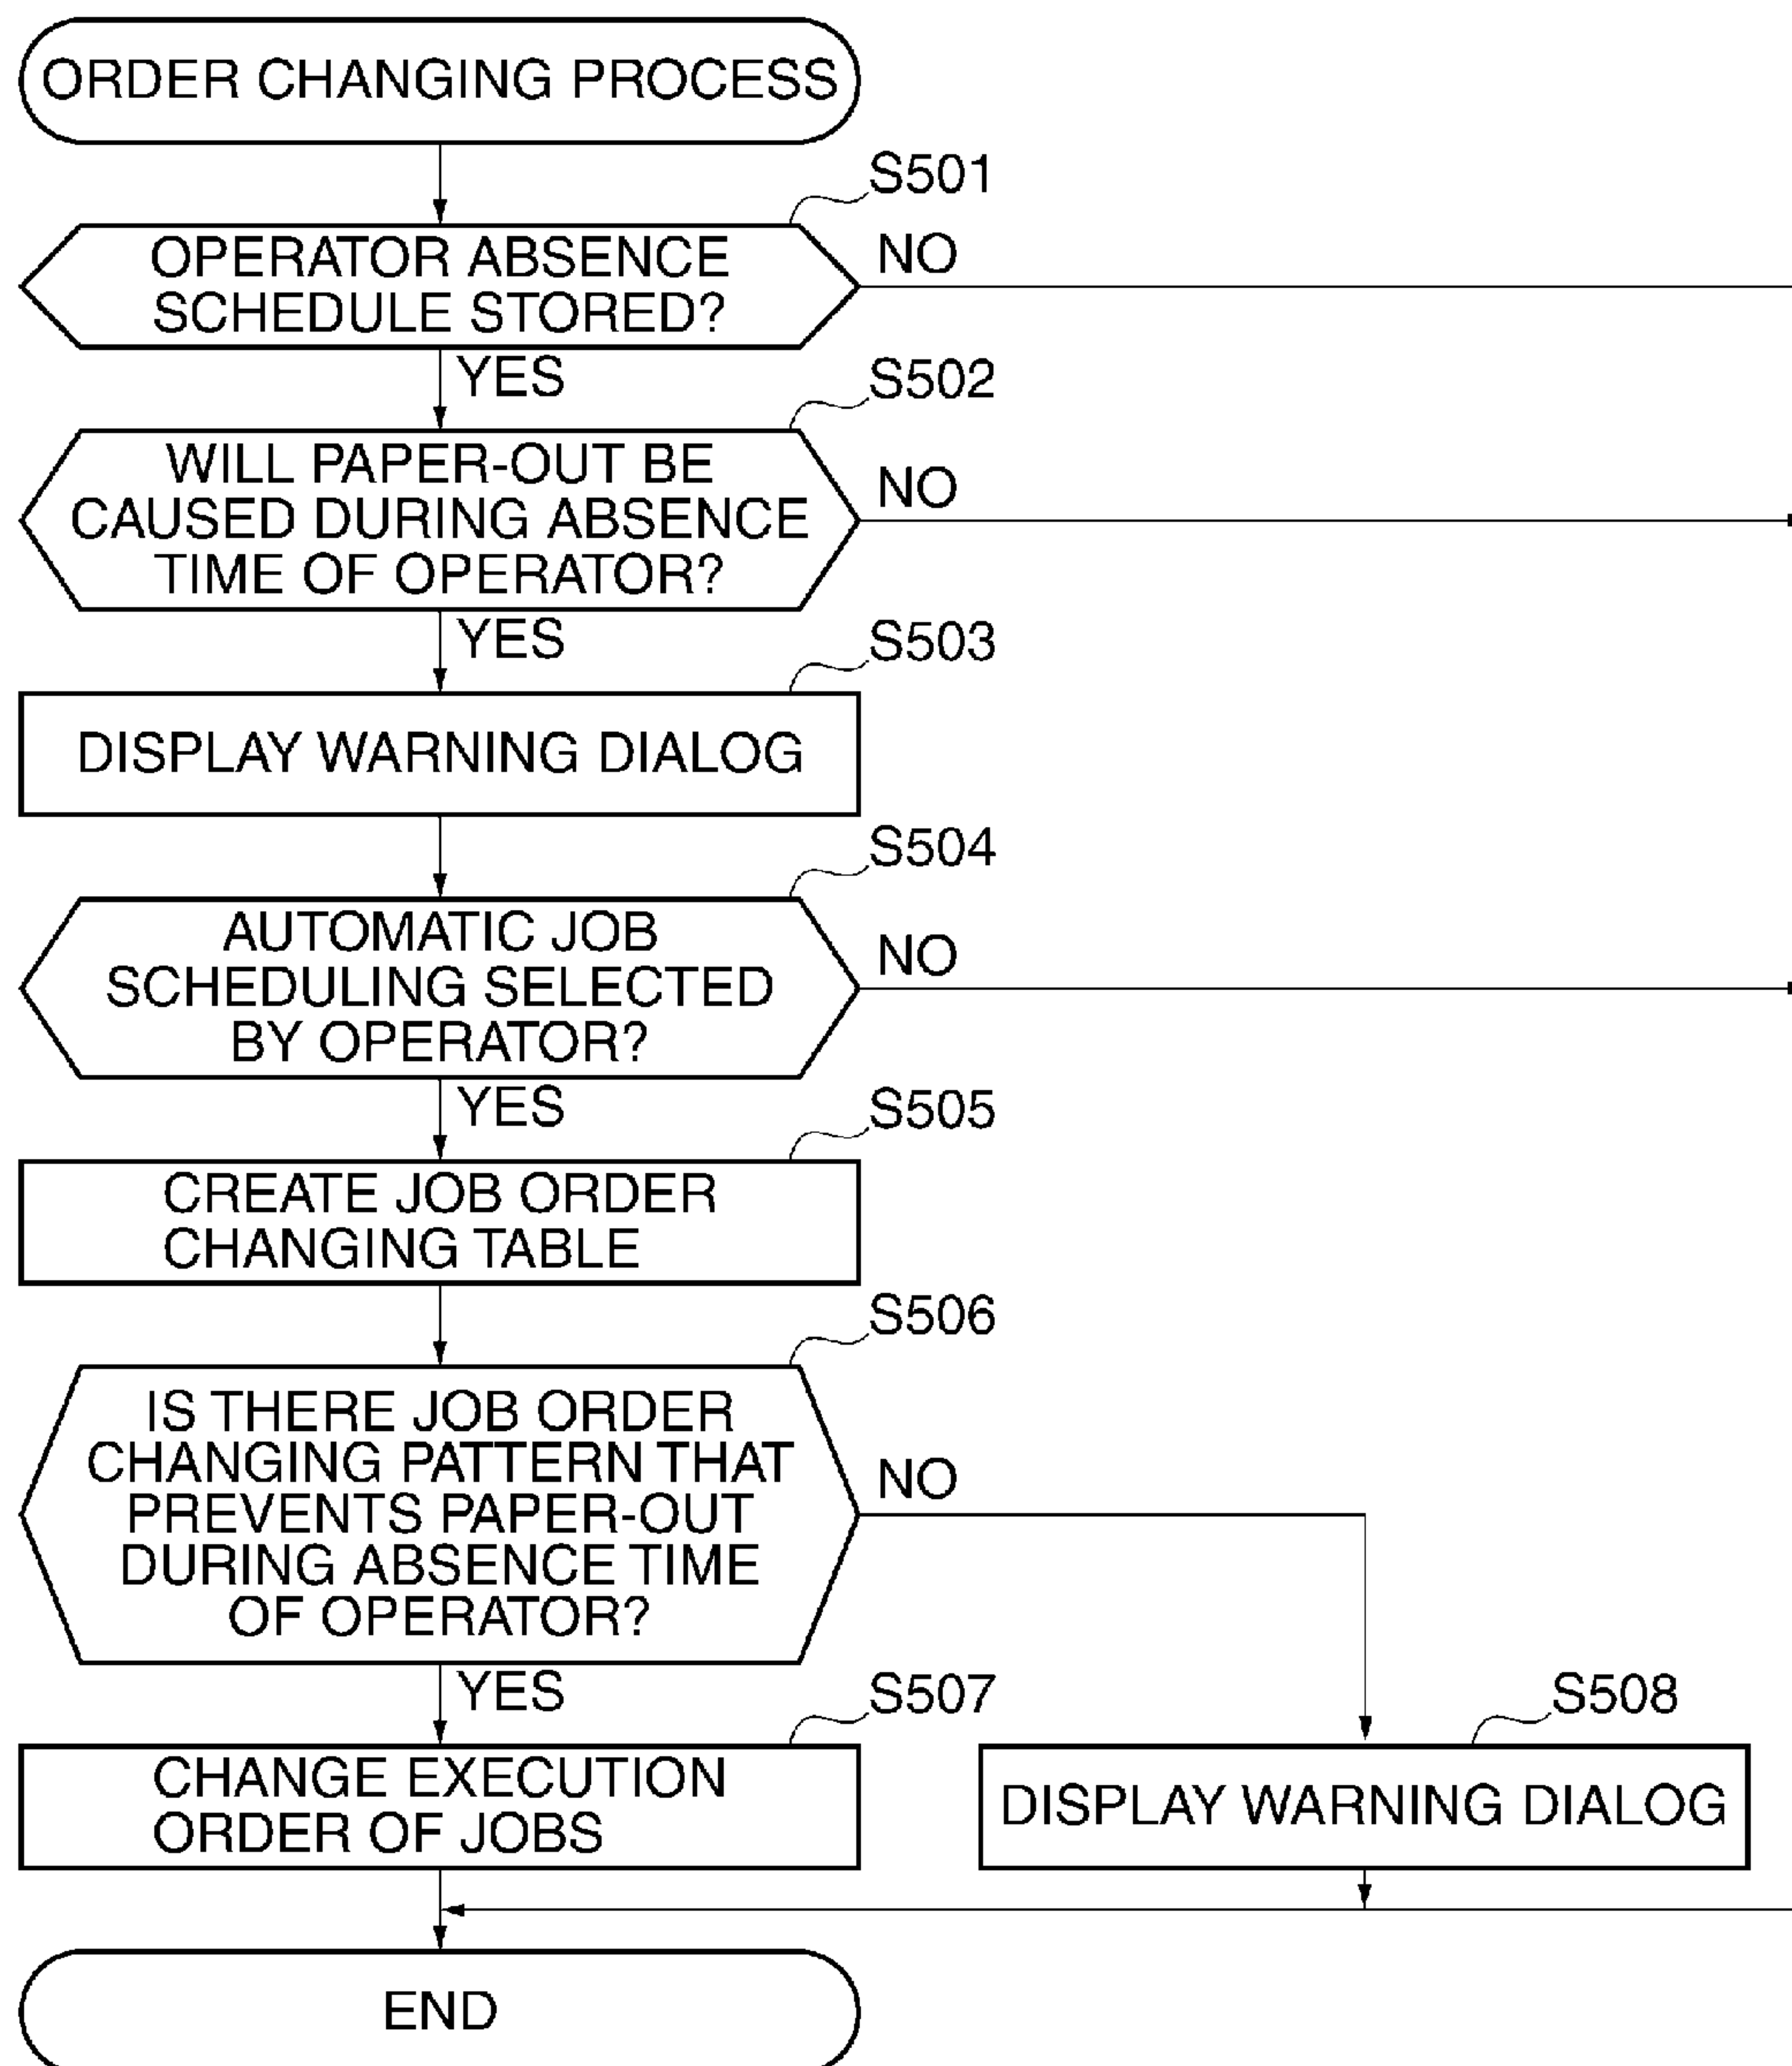 ORDER CHANGING PROCESS
S501
OPERATOR ABSENCE
SCHEDULE STORED?
NO
YES
S502
WILL PAPER-OUT BE
CAUSED DURING ABSENCE
TIME OF OPERATOR?
NO
YES
S503
DISPLAY WARNING DIALOG
S504
AUTOMATIC JOB
SCHEDULING SELECTED
BY OPERATOR?
NO
YES
S505
CREATE JOB ORDER
CHANGING TABLE
S506
IS THERE JOB ORDER
CHANGING PATTERN THAT
PREVENTS PAPER-OUT
DURING ABSENCE TIME
OF OPERATOR?
NO
YES
S507
CHANGE EXECUTION
ORDER OF JOBS
S508
DISPLAY WARNING DIALOG
END